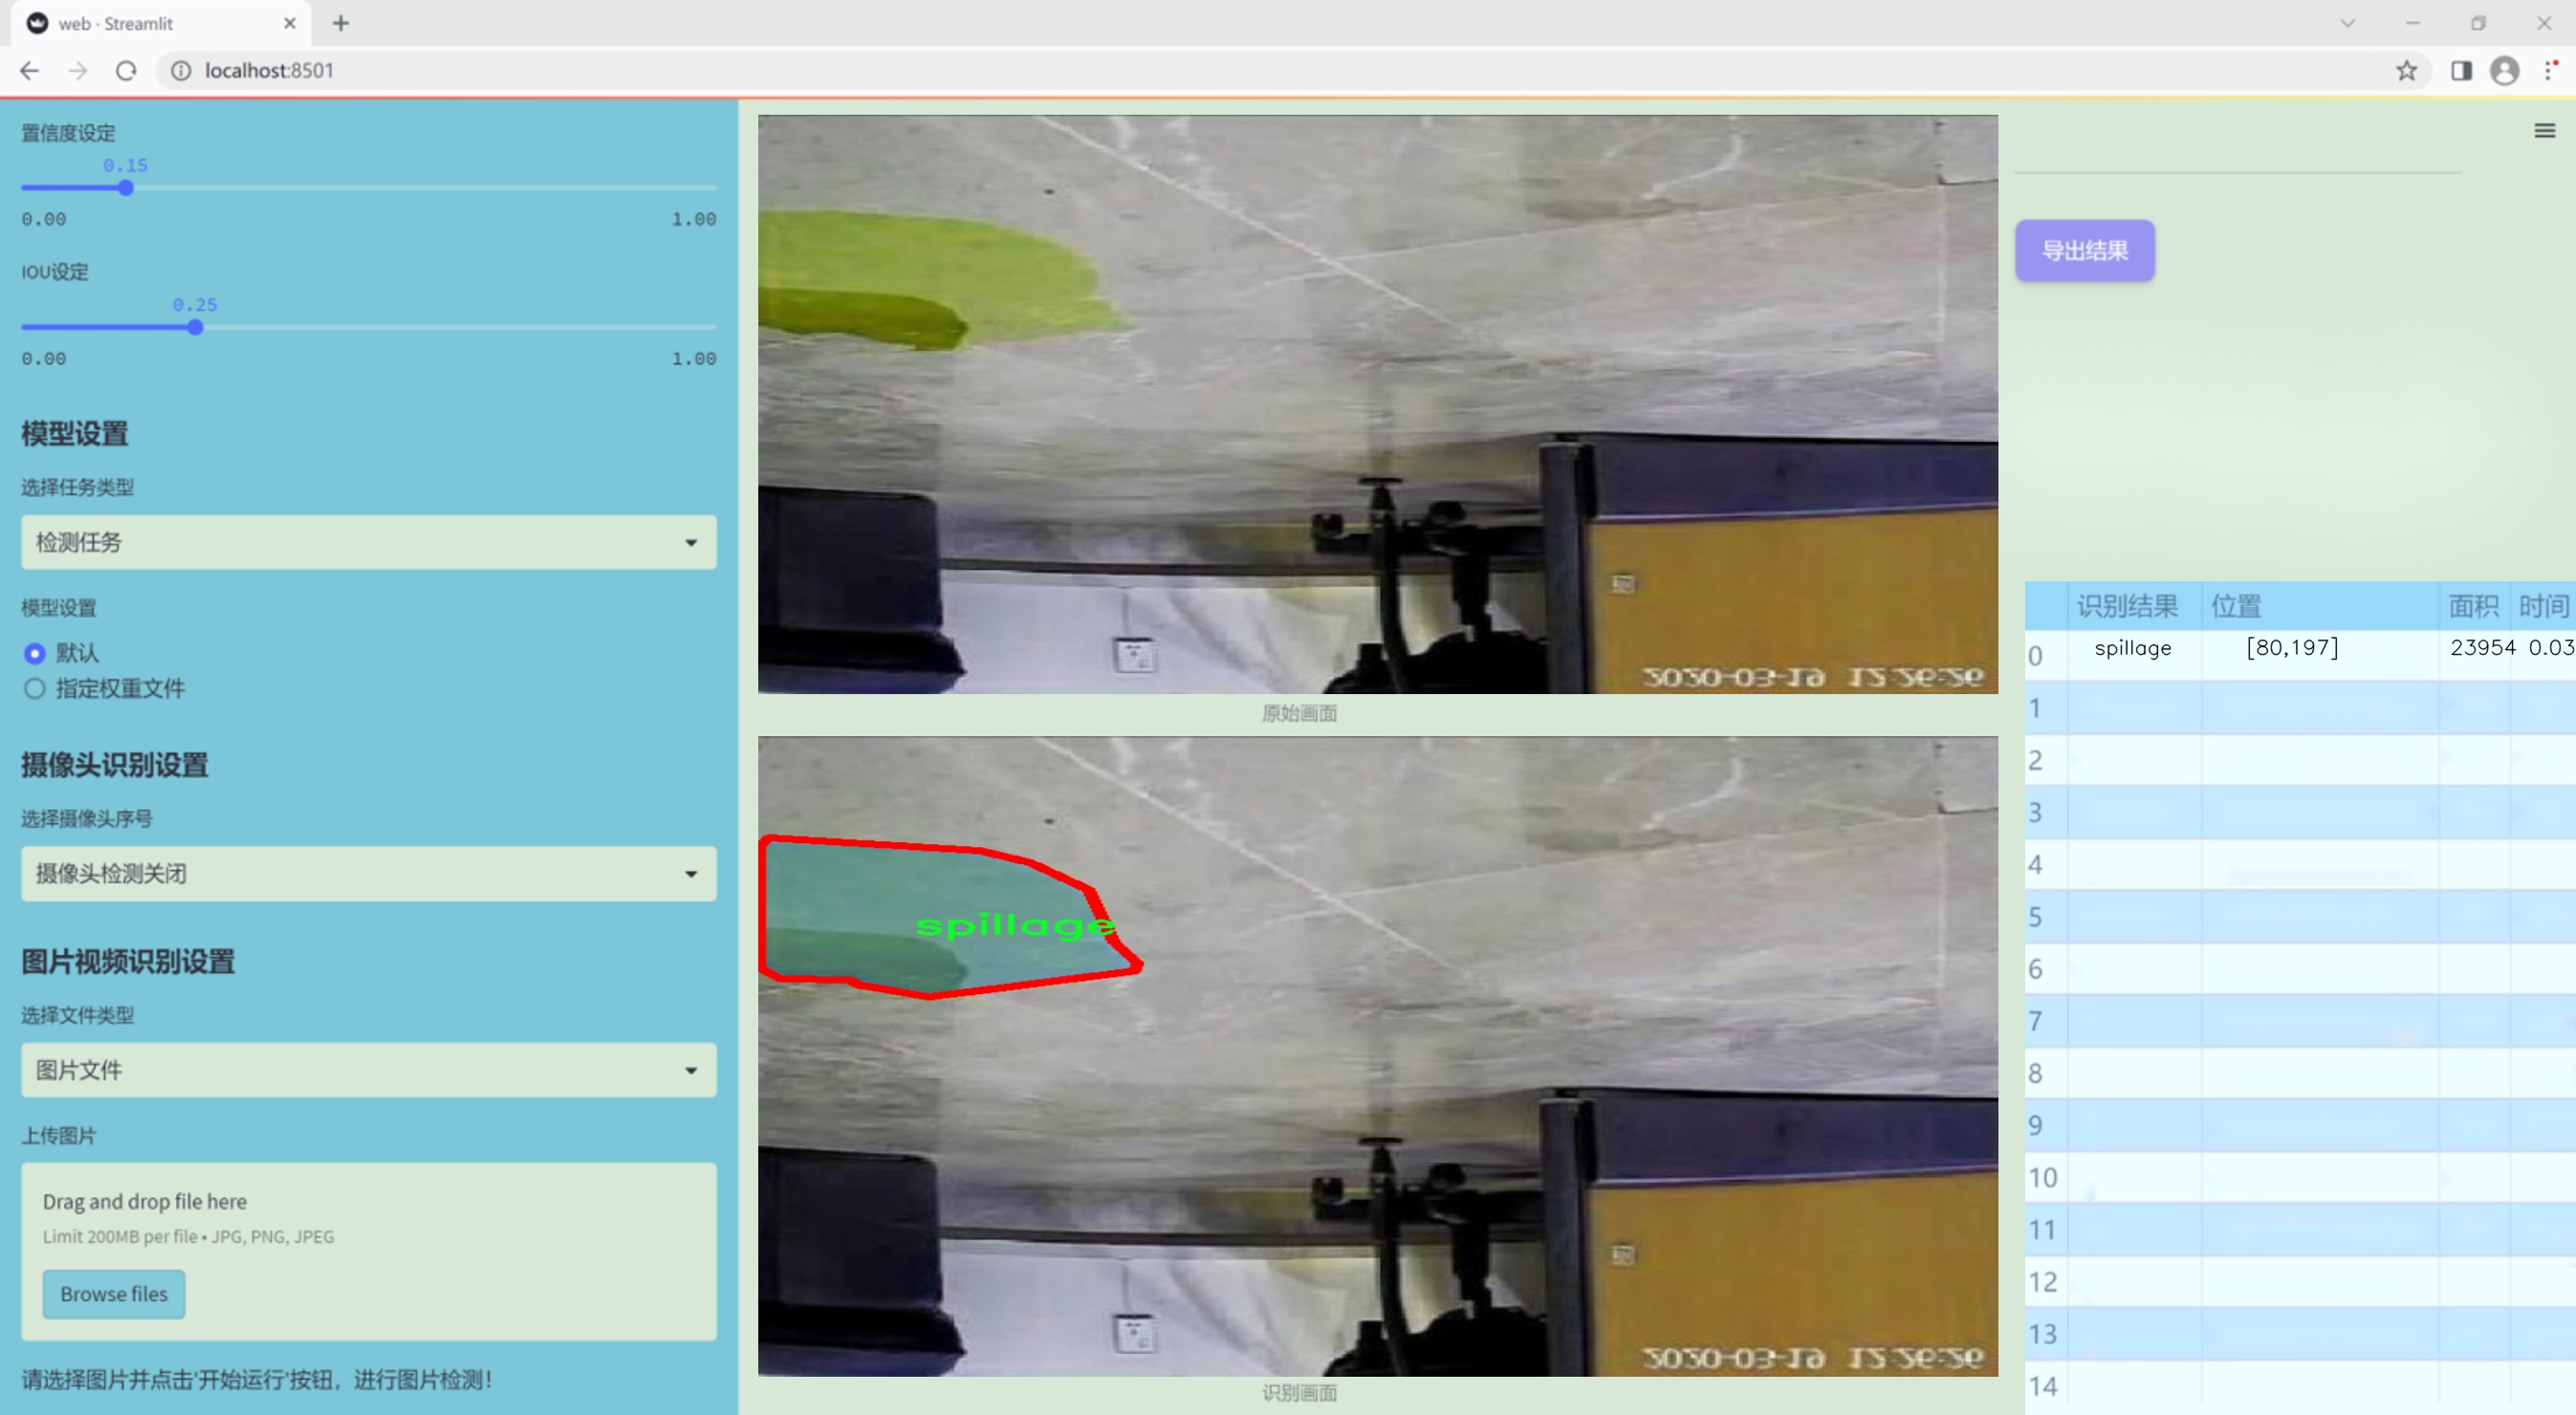 web · Streamlit
localhost:8501
置信度设定
0.15
0.00 1.00
IOU设定
0.25
0.00 1.00
模型设置
选择任务类型
检测任务
模型设置
默认
指定权重文件
摄像头识别设置
选择摄像头序号
摄像头检测关闭
图片视频识别设置
选择文件类型
图片文件
上传图片
Drag and drop file here
Limit 200MB per file • JPG, PNG, JPEG
Browse files
请选择图片并点击'开始运行'按钮，进行图片检测！
2020-03-19 12:26:26
原始画面
spillage
2020-03-19 12:26:26
识别画面
导出结果
识别结果 位置 面积 时间
0 spillage [80,197] 23954 0.03
1
2
3
4
5
6
7
8
9
10
11
12
13
14